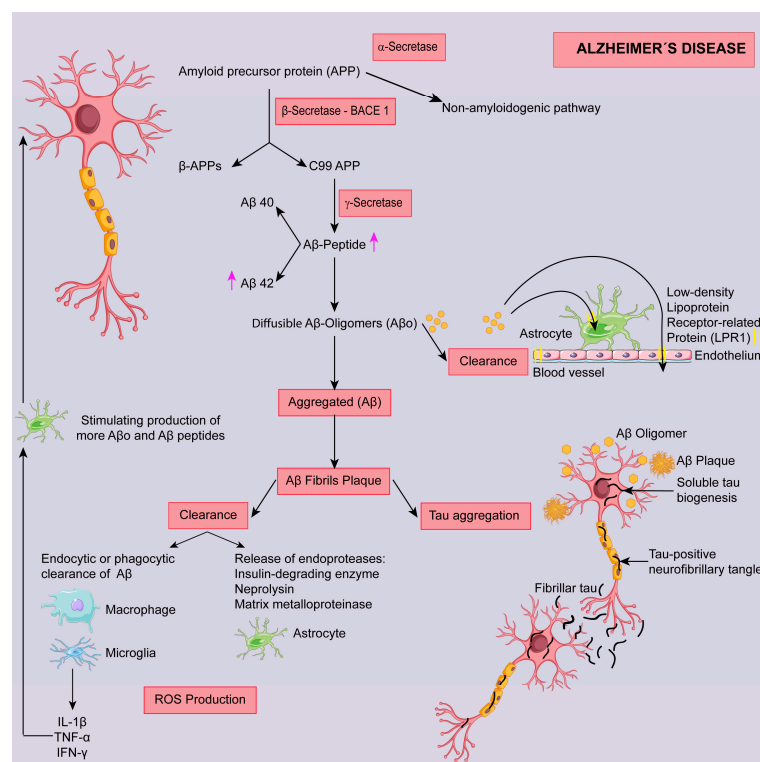 α-Secretase
ALZHEIMER´S DISEASE
Amyloid precursor protein (APP)
Non-amyloidogenic pathway
β-Secretase - BACE 1
β-APPs
C99 APP
γ-Secretase
Aβ 40
Aβ-Peptide
Aβ 42
Diffusible Aβ-Oligomers (Aβo)
Clearance
Astrocyte
Low-density
Lipoprotein
Receptor-related
Protein (LPR1)
Endothelium
Blood vessel
Aggregated (Aβ)
Stimulating production of
more Aβo and Aβ peptides
Aβ Fibrils Plaque
Clearance
Tau aggregation
Endocytic or phagocytic
clearance of Aβ
Macrophage
Microglia
Release of endoproteases:
Insulin-degrading enzyme
Neprolysin
Matrix metalloproteinase
Astrocyte
ROS Production
IL-1β
TNF-α
IFN-γ
Aβ Oligomer
Aβ Plaque
Soluble tau
biogenesis
Tau-positive
neurofibrillary tangle
Fibrillar tau